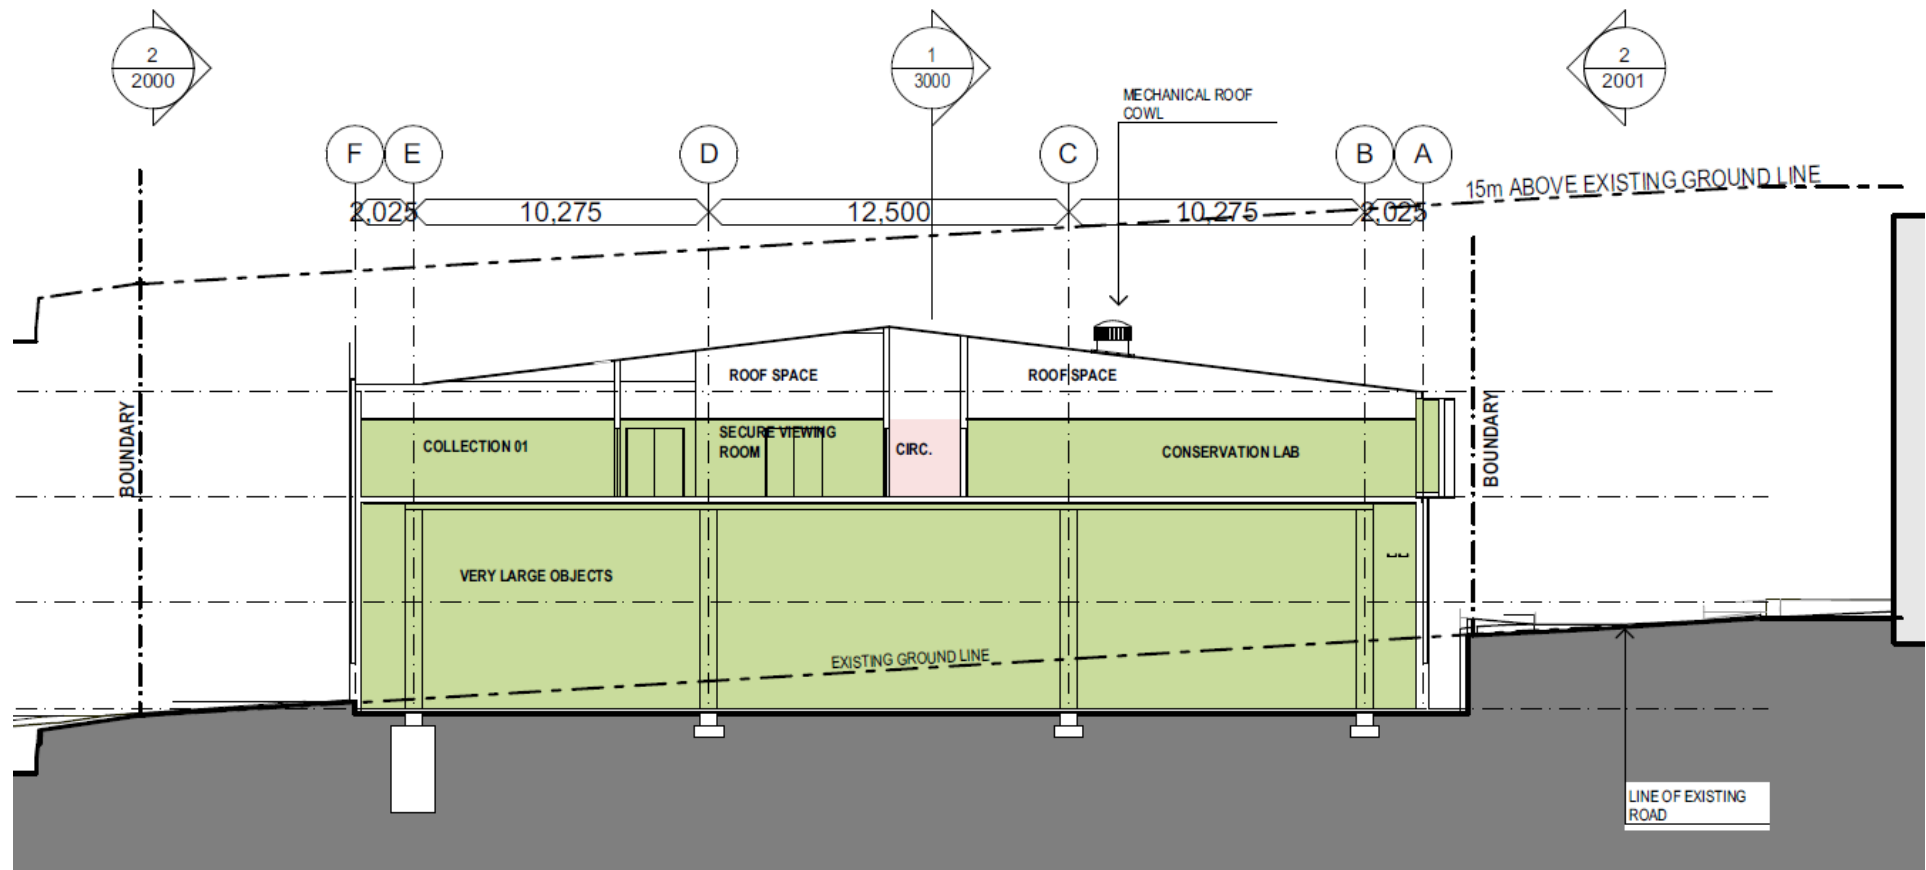 2
2000
1
3000
2
2001
MECHANICAL ROOF
COWL
F
E
D
C
B
A
15m ABOVE EXISTING GROUND LINE
2,025
10,275
12,500
10,275
2,025
ROOF SPACE
ROOF SPACE
BOUNDARY
COLLECTION 01
SECURE VIEWING
ROOM
CIRC.
CONSERVATION LAB
BOUNDARY
VERY LARGE OBJECTS
EXISTING GROUND LINE
LINE OF EXISTING
ROAD